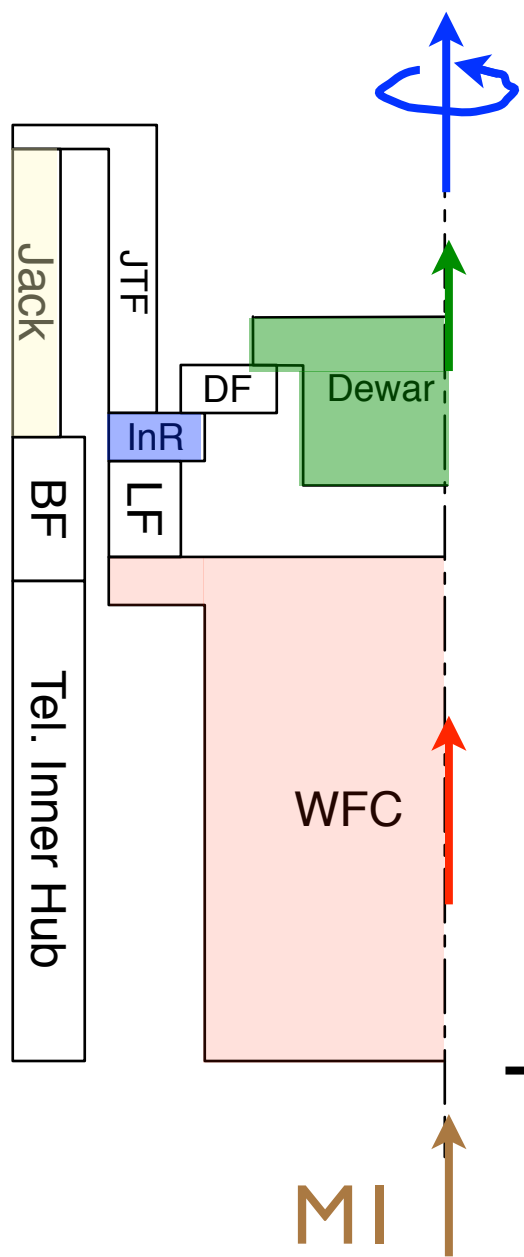 Jack
JTF
DF
Dewar
InR
BF
LF
Tel. Inner Hub
WFC
M1